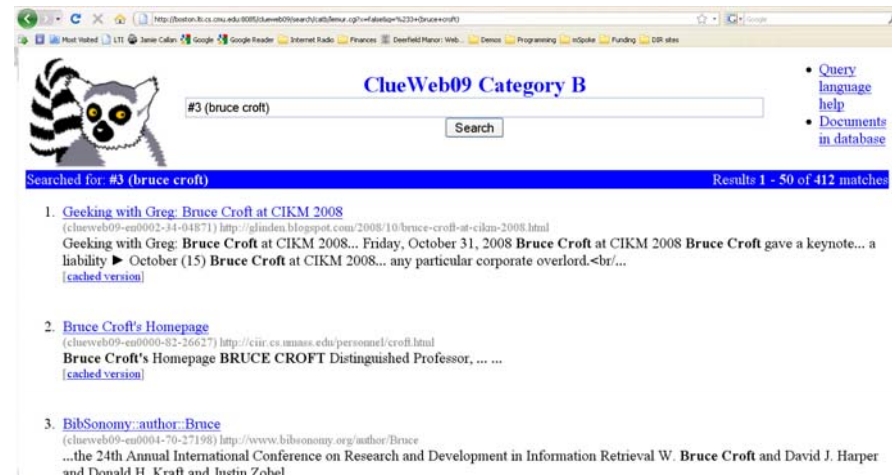 http://boston.lti.cs.cmu.edu:8085/clueweb09/search/catb/lemur.cgi?x=false&q=%233+(bruce+croft)
Google
Most Visited LTI Jamie Callan Google Google Reader Internet Radio Finances Deerfield Manor: Web... Demos Programming mSpoke Funding DIR sites
ClueWeb09 Category B
#3 (bruce croft)
Search
• Query language help
• Documents in database
Searched for: #3 (bruce croft) Results 1 - 50 of 412 matches
1. Geeking with Greg: Bruce Croft at CIKM 2008
(clueweb09-en0002-34-04871) http://glinden.blogspot.com/2008/10/bruce-croft-at-cikm-2008.html
Geeking with Greg: Bruce Croft at CIKM 2008... Friday, October 31, 2008 Bruce Croft at CIKM 2008 Bruce Croft gave a keynote... a
liability ► October (15) Bruce Croft at CIKM 2008... any particular corporate overlord.<br/...
[cached version]
2. Bruce Croft's Homepage
(clueweb09-en0000-82-26627) http://ciir.cs.umass.edu/personnel/croft.html
Bruce Croft's Homepage BRUCE CROFT Distinguished Professor, ... ...
[cached version]
3. BibSonomy::author::Bruce
(clueweb09-en0004-70-27198) http://www.bibsonomy.org/author/Bruce
...the 24th Annual International Conference on Research and Development in Information Retrieval W. Bruce Croft and David J. Harper
and Donald H. Kraft and Justin Zobel